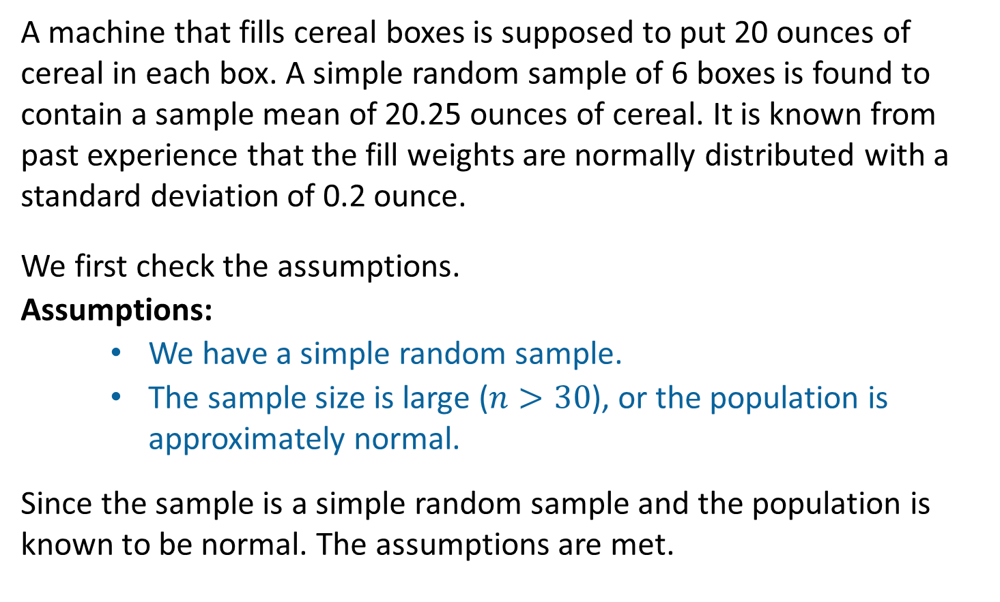 A machine that fills cereal boxes is supposed to put 20 ounces of
cereal in each box. A simple random sample of 6 boxes is found to
contain a sample mean of 20.25 ounces of cereal. It is known from
past experience that the fill weights are normally distributed with a
standard deviation of 0.2 ounce.
We first check the assumptions.
Assumptions:
• We have a simple random sample.
• The sample size is large (n > 30), or the population is
approximately normal.
Since the sample is a simple random sample and the population is
known to be normal. The assumptions are met.